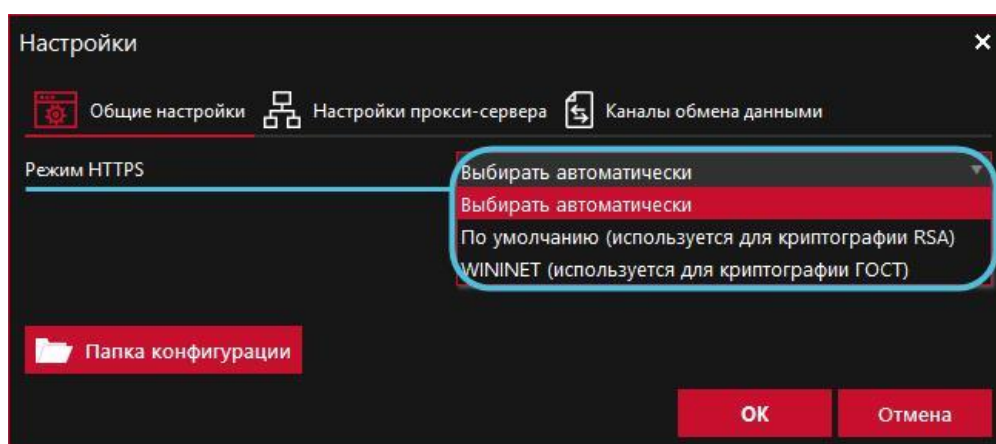 Настройки
Общие настройки Настройки прокси-сервера Каналы обмена данными
Режим HTTPS Выбирать автоматически
Выбирать автоматически
По умолчанию (используется для криптографии RSA)
WININET (используется для криптографии ГОСТ)
Папка конфигурации
ОК Отмена